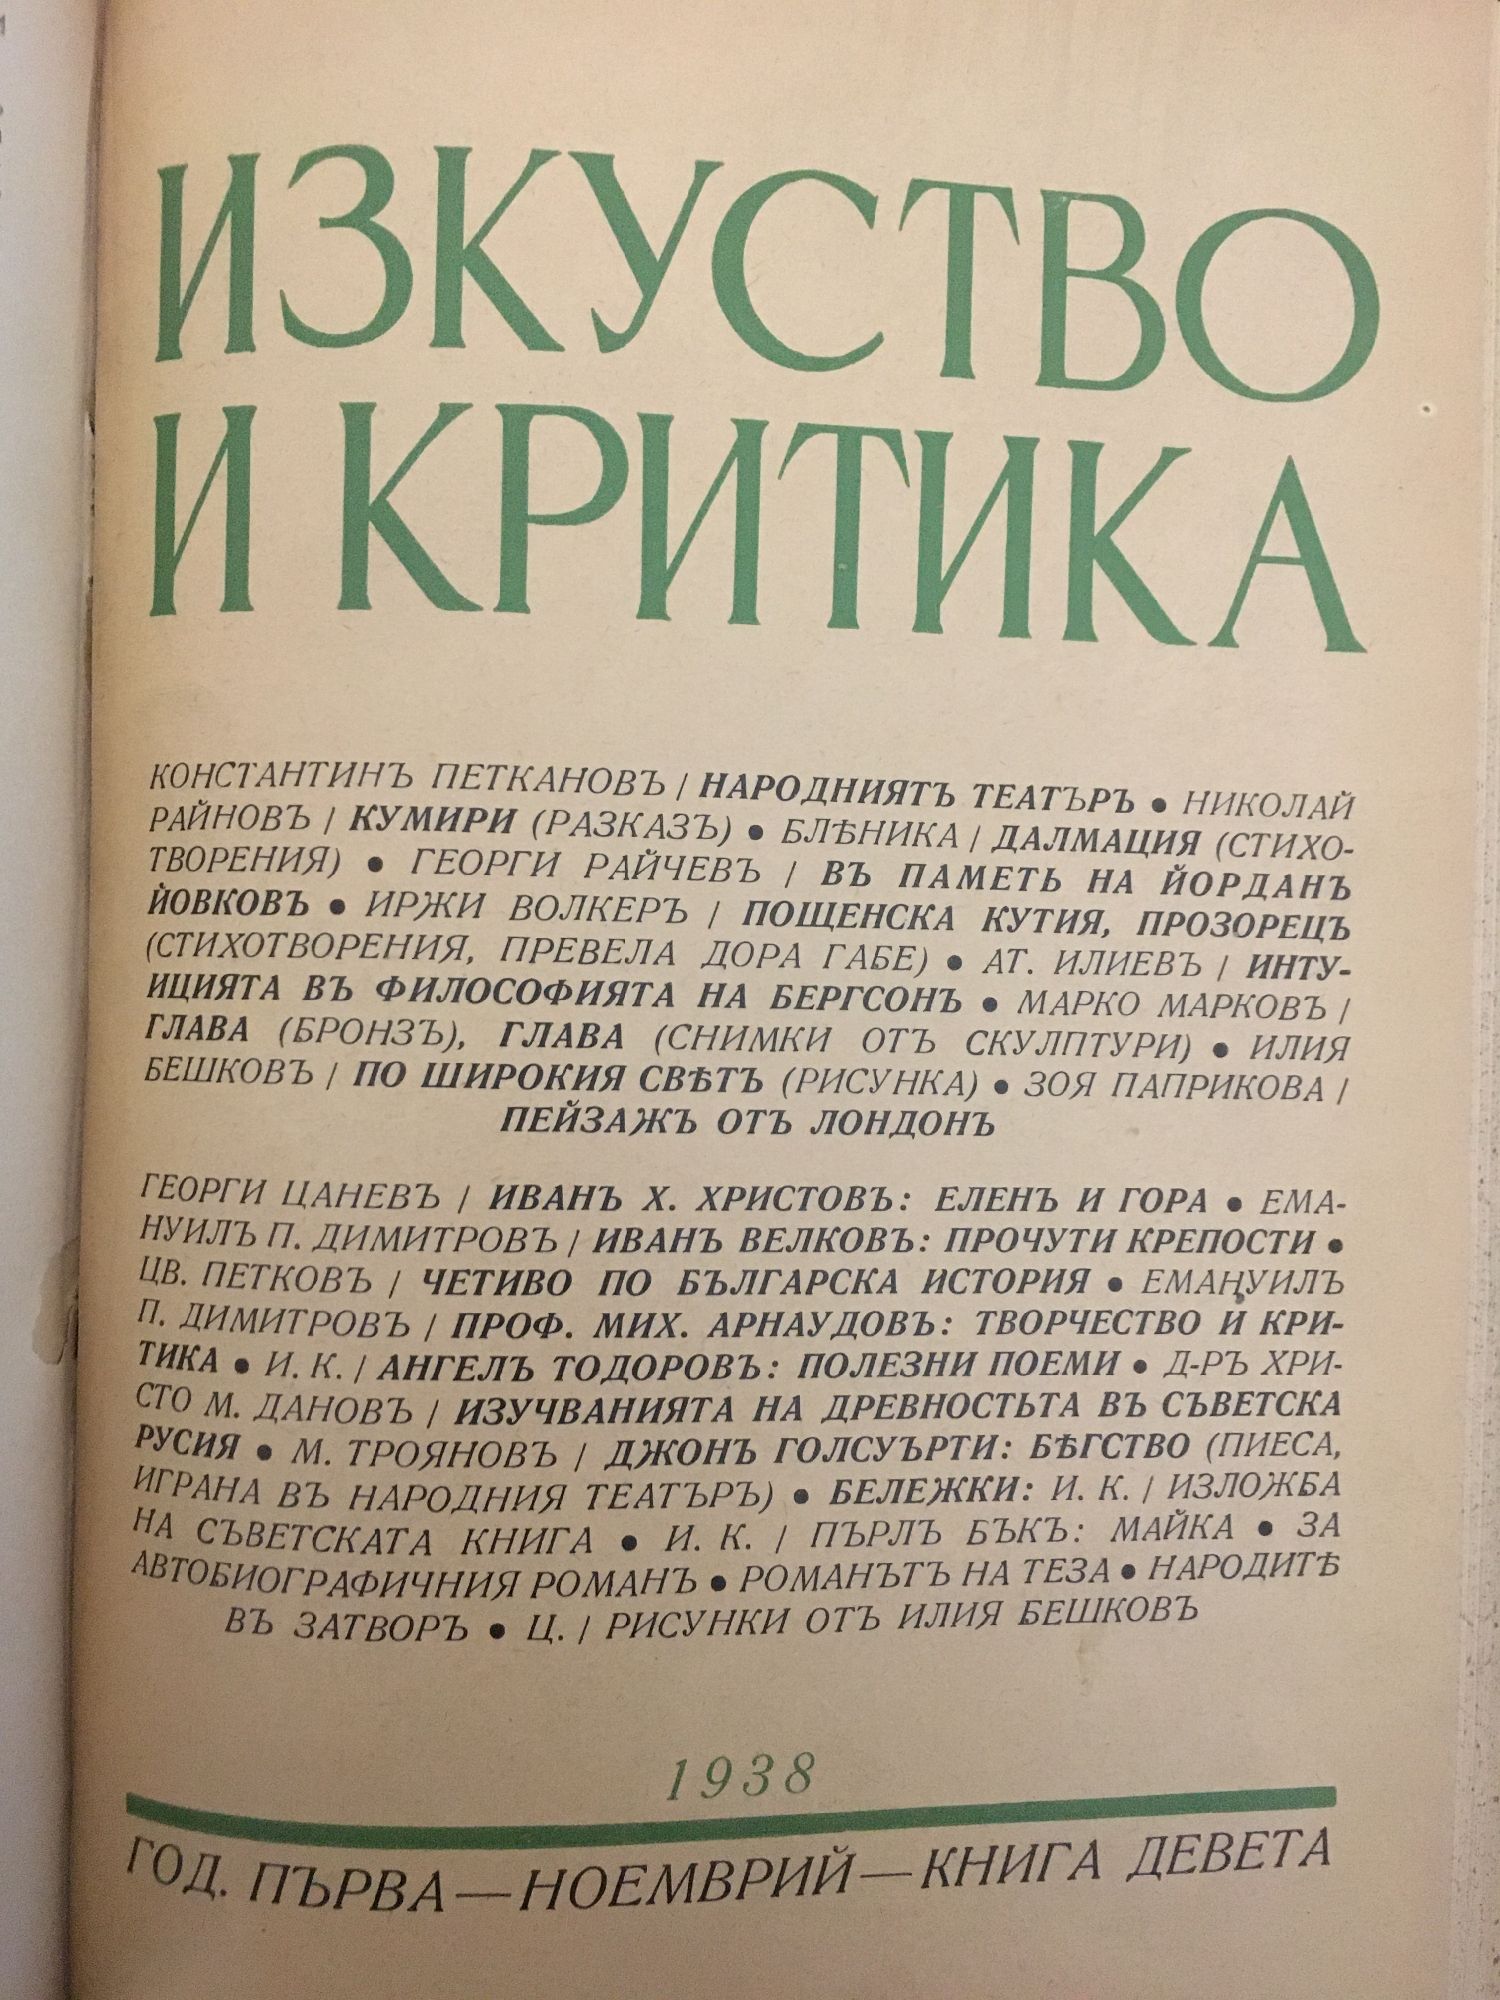 ИЗКУСТВО
И КРИТИКА
КОНСТАНТИНЪ ПЕТКАНОВЪ / НАРОДНИЯТЪ ТЕАТЪРЪ ● НИКОЛАЙ
РАЙНОВЪ / КУМИРИ (РАЗКАЗЪ) ● БЛѢНИКА / ДАЛМАЦИЯ (СТИХО-
ТВОРЕНИЯ) ● ГЕОРГИ РАЙЧЕВЪ / ВЪ ПАМЕТЬ НА ЙОРДАНЪ
ЙОВКОВЪ ● ИРЖИ ВОЛКЕРЪ / ПОЩЕНСКА КУТИЯ, ПРОЗОРЕЦЪ
(СТИХОТВОРЕНИЯ, ПРЕВЕЛА ДОРА ГАБЕ) ● АТ. ИЛИЕВЪ / ИНТУ-
ИЦИЯТА ВЪ ФИЛОСОФИЯТА НА БЕРГСОНЪ ● МАРКО МАРКОВЪ /
ГЛАВА (БРОНЗЪ), ГЛАВА (СНИМКИ ОТЪ СКУЛПТУРИ) ● ИЛИЯ
БЕШКОВЪ / ПО ШИРОКИЯ СВѢТЪ (РИСУНКА) ● ЗОЯ ПАПРИКОВА /
ПЕЙЗАЖЪ ОТЪ ЛОНДОНЪ
ГЕОРГИ ЦАНЕВЪ / ИВАНЪ Х. ХРИСТОВЪ: ЕЛЕНЪ И ГОРА ● ЕМА-
НУИЛЪ П. ДИМИТРОВЪ / ИВАНЪ ВЕЛКОВЪ: ПРОЧУТИ КРЕПОСТИ ●
ЦВ. ПЕТКОВЪ / ЧЕТИВО ПО БЪЛГАРСКА ИСТОРИЯ ● ЕМАНУИЛЪ
П. ДИМИТРОВЪ / ПРОФ. МИХ. АРНАУДОВЪ: ТВОРЧЕСТВО И КРИ-
ТИКА ● И. К. / АНГЕЛЪ ТОДОРОВЪ: ПОЛЕЗНИ ПОЕМИ ● Д-РЪ ХРИ-
СТО М. ДАНОВЪ / ИЗУЧВАНИЯТА НА ДРЕВНОСТЬТА ВЪ СЪВЕТСКА
РУСИЯ ● М. ТРОЯНОВЪ / ДЖОНЪ ГОЛСУЪРТИ: БѢГСТВО (ПИЕСА,
ИГРАНА ВЪ НАРОДНИЯ ТЕАТЪРЪ) ● БЕЛЕЖКИ: И. К. / ИЗЛОЖБА
НА СЪВЕТСКАТА КНИГА ● И. К. / ПЪРЛЪ БЪКЪ: МАЙКА ● ЗА
АВТОБИОГРАФИЧНИЯ РОМАНЪ ● РОМАНЪТЪ НА ТЕЗА ● НАРОДИТѢ
ВЪ ЗАТВОРЪ ● Ц. / РИСУНКИ ОТЪ ИЛИЯ БЕШКОВЪ
1938
ГОД. ПЪРВА — НОЕМВРИЙ — КНИГА ДЕВЕТА